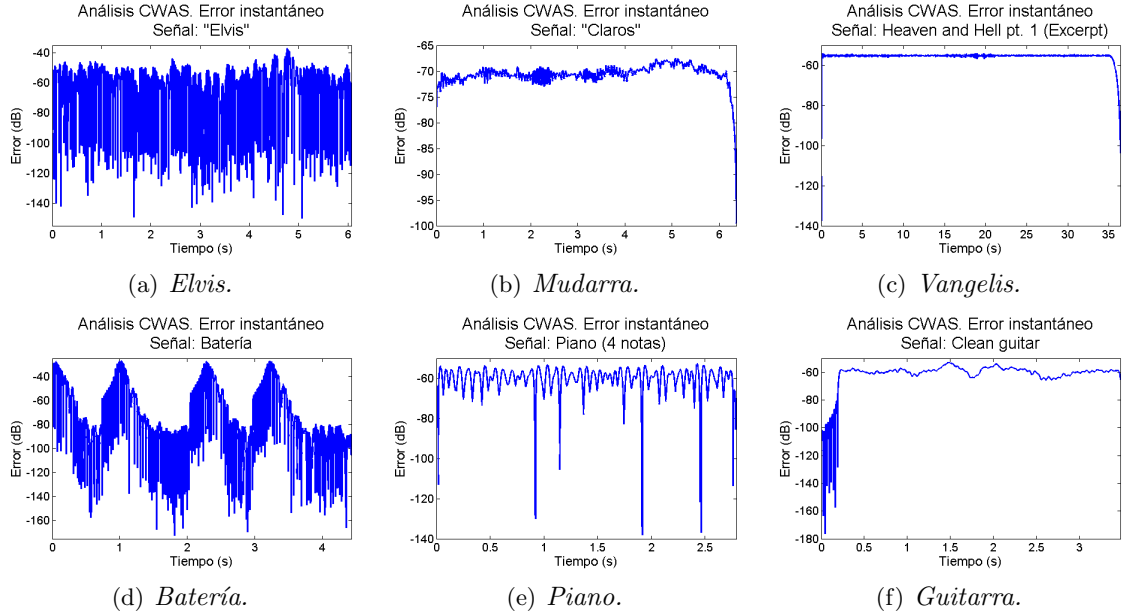 Análisis CWAS. Error instantáneo
Señal: "Elvis"
Error (dB)
-40
-60
-80
-100
-120
-140
0 1 2 3 4 5 6
Tiempo (s)
(a) Elvis.
Análisis CWAS. Error instantáneo
Señal: "Claros"
Error (dB)
-65
-70
-75
-80
-85
-90
-95
-100
0 1 2 3 4 5 6
Tiempo (s)
(b) Mudarra.
Análisis CWAS. Error instantáneo
Señal: Heaven and Hell pt. 1 (Excerpt)
Error (dB)
-60
-80
-100
-120
-140
0 5 10 15 20 25 30 35
Tiempo (s)
(c) Vangelis.
Análisis CWAS. Error instantáneo
Señal: Batería
Error (dB)
-40
-60
-80
-100
-120
-140
-160
0 1 2 3 4
Tiempo (s)
(d) Batería.
Análisis CWAS. Error instantáneo
Señal: Piano (4 notas)
Error (dB)
-60
-80
-100
-120
-140
0 0.5 1 1.5 2 2.5
Tiempo (s)
(e) Piano.
Análisis CWAS. Error instantáneo
Señal: Clean guitar
Error (dB)
-60
-80
-100
-120
-140
-160
-180
0 0.5 1 1.5 2 2.5 3
Tiempo (s)
(f) Guitarra.